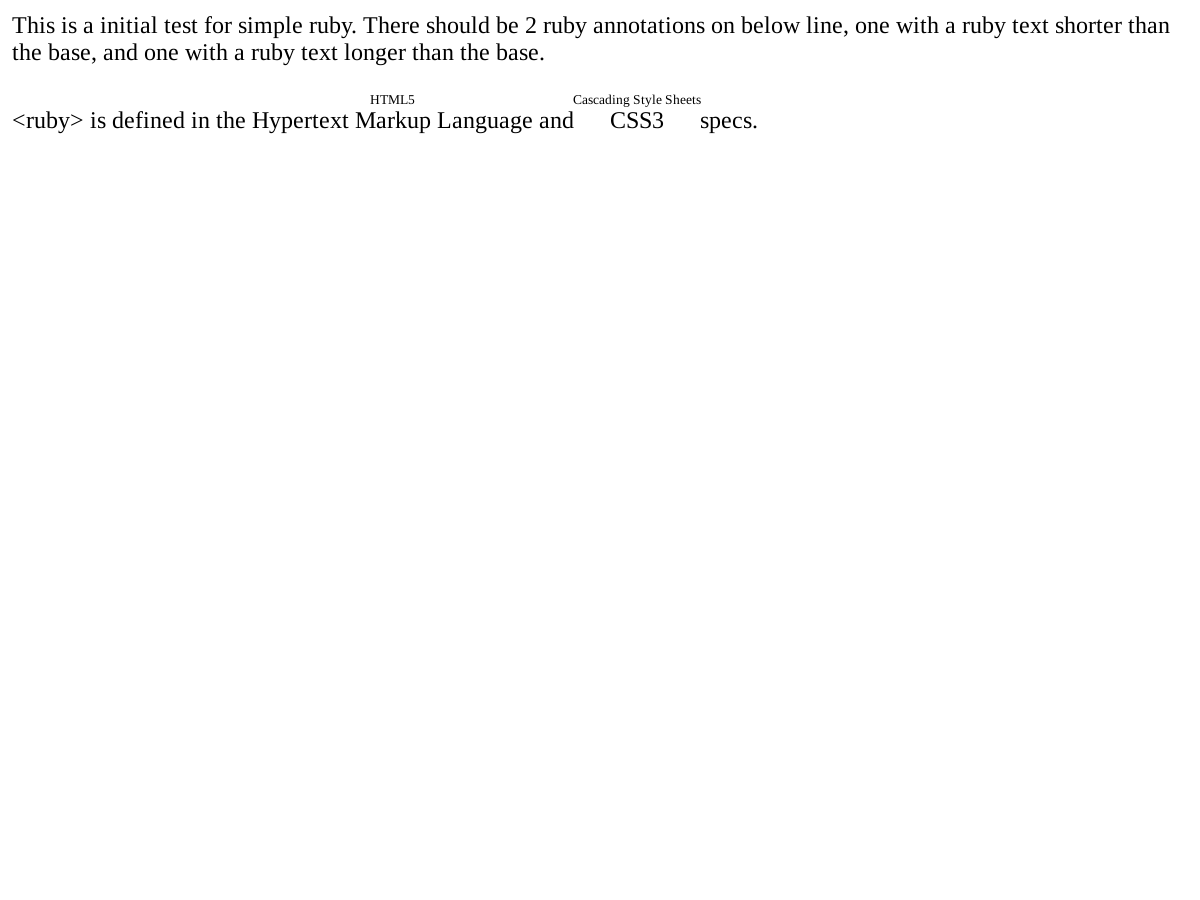 This is a initial test for simple ruby. There should be 2 ruby annotations on below line, one with a ruby text shorter than
the base, and one with a ruby text longer than the base.
HTML5 Cascading Style Sheets
<ruby> is defined in the Hypertext Markup Language and CSS3 specs.